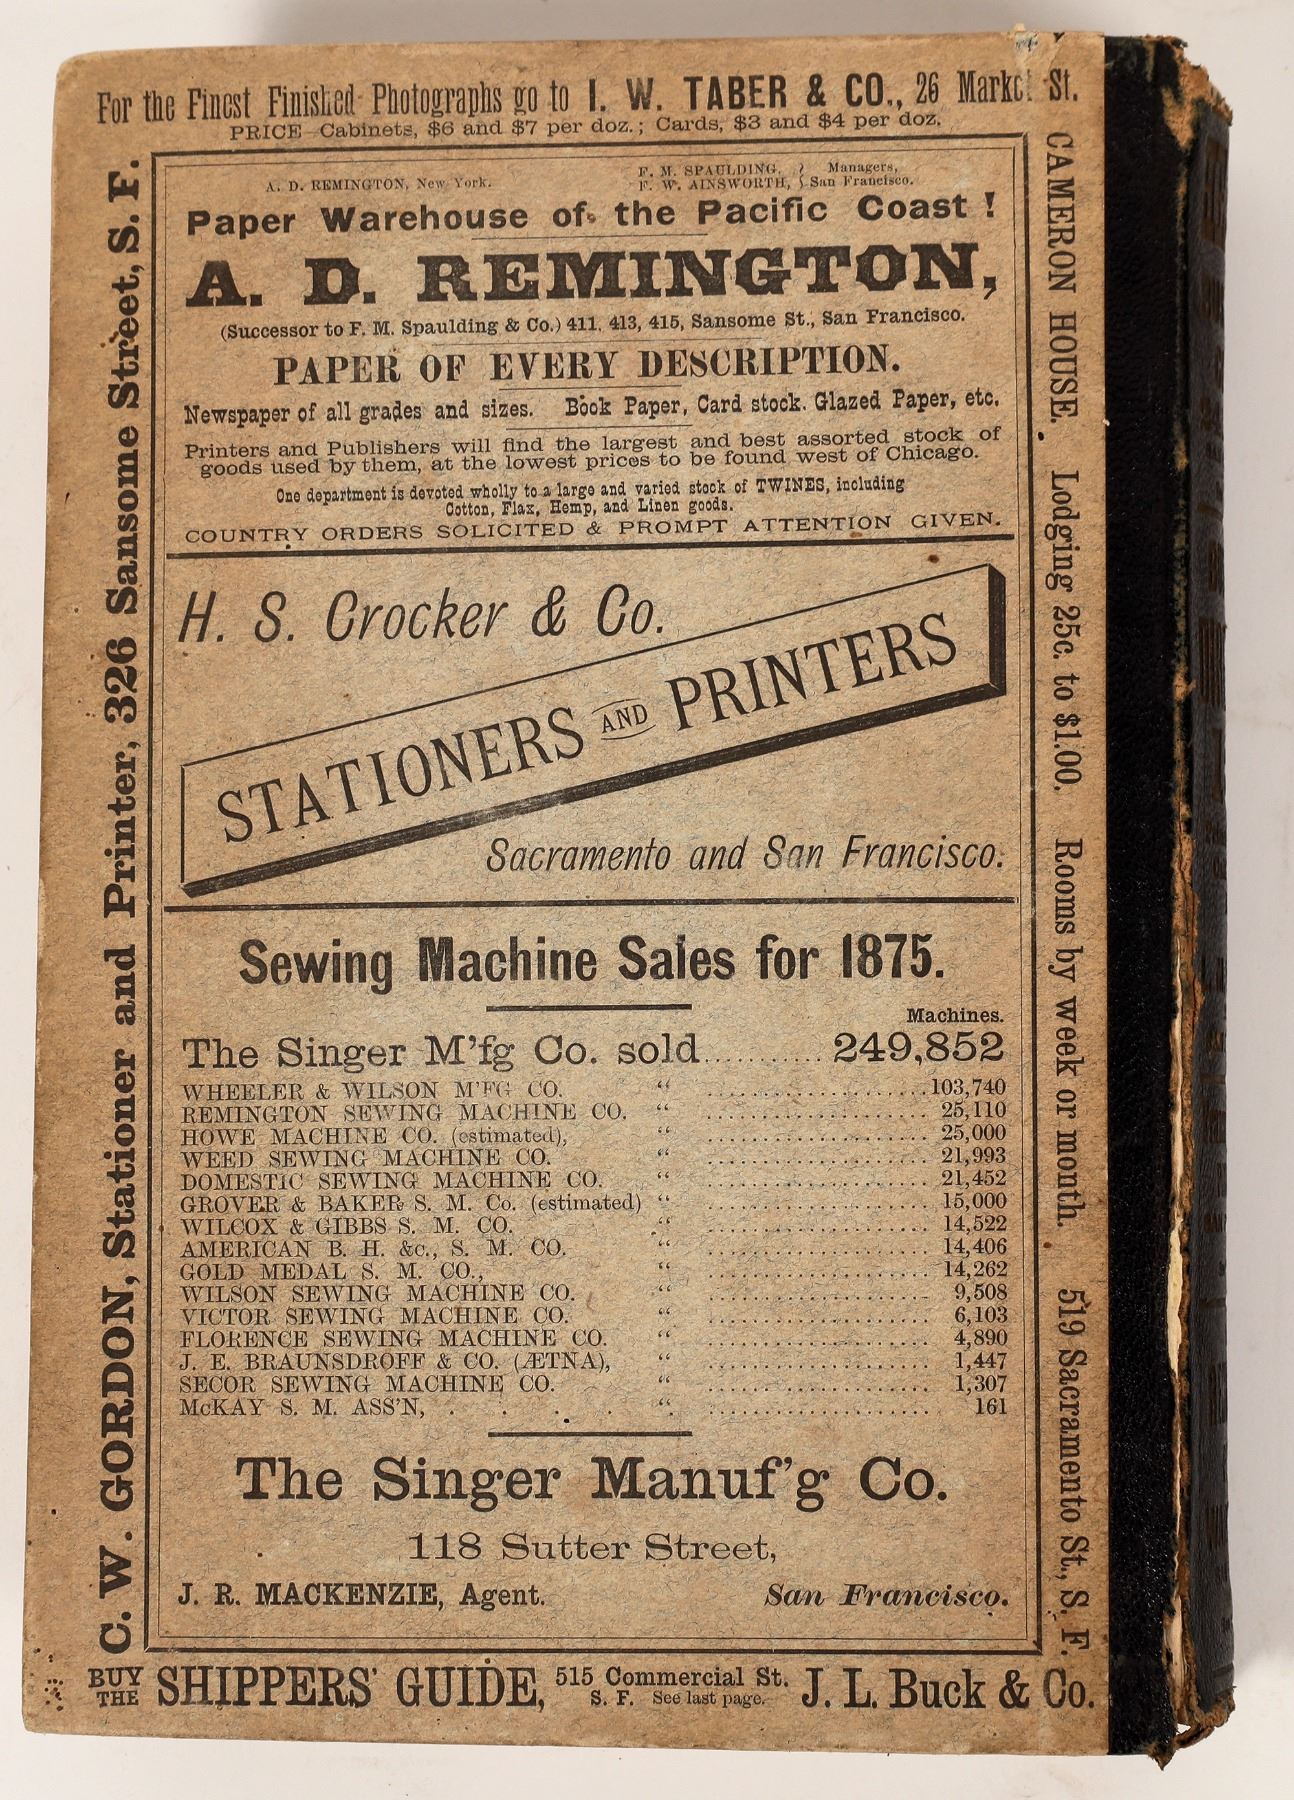 For the Finest Finished Photographs go to I. W. TABER & CO., 26 Market St.
PRICE—Cabinets, $6 and $7 per doz.; Cards, $3 and $4 per doz.
C. W. GORDON, Stationer and Printer, 326 Sansome Street, S. F.
A. D. REMINGTON, New York.
F. M. SPAULDING, } Managers,
F. W. AINSWORTH, } San Francisco.
Paper Warehouse of the Pacific Coast !
A. D. REMINGTON,
(Successor to F. M. Spaulding & Co.) 411, 413, 415, Sansome St., San Francisco.
PAPER OF EVERY DESCRIPTION.
Newspaper of all grades and sizes. Book Paper, Card stock. Glazed Paper, etc.
Printers and Publishers will find the largest and best assorted stock of
goods used by them, at the lowest prices to be found west of Chicago.
One department is devoted wholly to a large and varied stock of TWINES, including
Cotton, Flax, Hemp, and Linen goods.
COUNTRY ORDERS SOLICITED & PROMPT ATTENTION GIVEN.
H. S. Crocker & Co.
STATIONERS AND PRINTERS
Sacramento and San Francisco.
Sewing Machine Sales for 1875.
Machines.
The Singer M'fg Co. sold........... 249,852
WHEELER & WILSON M'FG CO. “ ......................103,740
REMINGTON SEWING MACHINE CO. “ ...................... 25,110
HOWE MACHINE CO. (estimated), “ ...................... 25,000
WEED SEWING MACHINE CO. “ ...................... 21,993
DOMESTIC SEWING MACHINE CO. “ ...................... 21,452
GROVER & BAKER S. M. Co. (estimated) “ ...................... 15,000
WILCOX & GIBBS S. M. CO. “ ...................... 14,522
AMERICAN B. H. &c., S. M. CO. “ ...................... 14,406
GOLD MEDAL S. M. CO., “ ...................... 14,262
WILSON SEWING MACHINE CO. “ ...................... 9,508
VICTOR SEWING MACHINE CO. “ ...................... 6,103
FLORENCE SEWING MACHINE CO. “ ...................... 4,890
J. E. BRAUNSDROFF & CO. (ÆTNA), “ ...................... 1,447
SECOR SEWING MACHINE CO. “ ...................... 1,307
McKAY S. M. ASS'N, . . . . “ ...................... 161
The Singer Manuf'g Co.
118 Sutter Street,
J. R. MACKENZIE, Agent. San Francisco.
CAMERON HOUSE. Lodging 25c. to $1.00. Rooms by week or month. 519 Sacramento St., S. F.
BUY THE SHIPPERS' GUIDE, 515 Commercial St. S. F. See last page. J. L. Buck & Co.